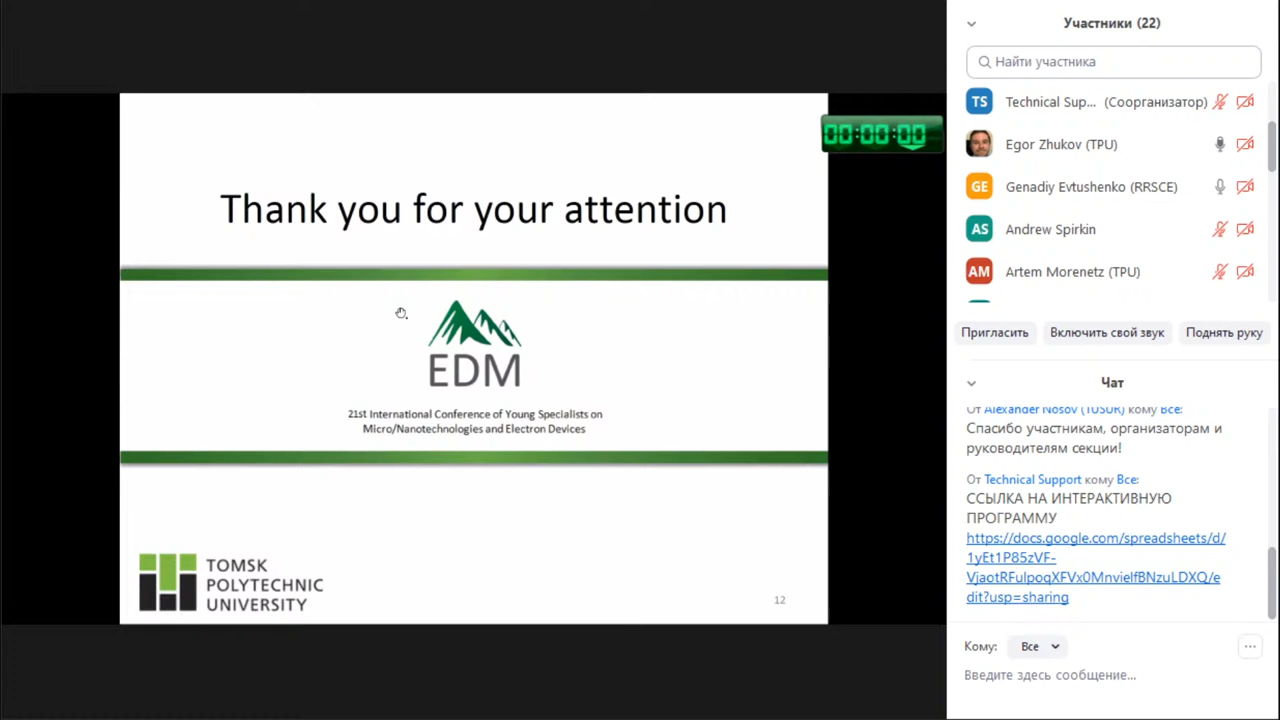 Thank you for your attention
00:00:00
EDM
21st International Conference of Young Specialists on
Micro/Nanotechnologies and Electron Devices
TOMSK
POLYTECHNIC
UNIVERSITY
12
Участники (22)
Найти участника
TS Technical Sup... (Соорганизатор)
Egor Zhukov (TPU)
GE Genadiy Evtushenko (RRSCE)
AS Andrew Spirkin
AM Artem Morenetz (TPU)
Пригласить Включить свой звук Поднять руку
Чат
От Alexander Nosov (TUSUR) кому Все:
Спасибо участникам, организаторам и
руководителям секции!
От Technical Support кому Все:
ССЫЛКА НА ИНТЕРАКТИВНУЮ
ПРОГРАММУ
https://docs.google.com/spreadsheets/d/
1yEt1P85zVF-
VjaotRFulpoqXFVx0MnvielfBNzuLDXQ/e
dit?usp=sharing
Кому: Все
Введите здесь сообщение...